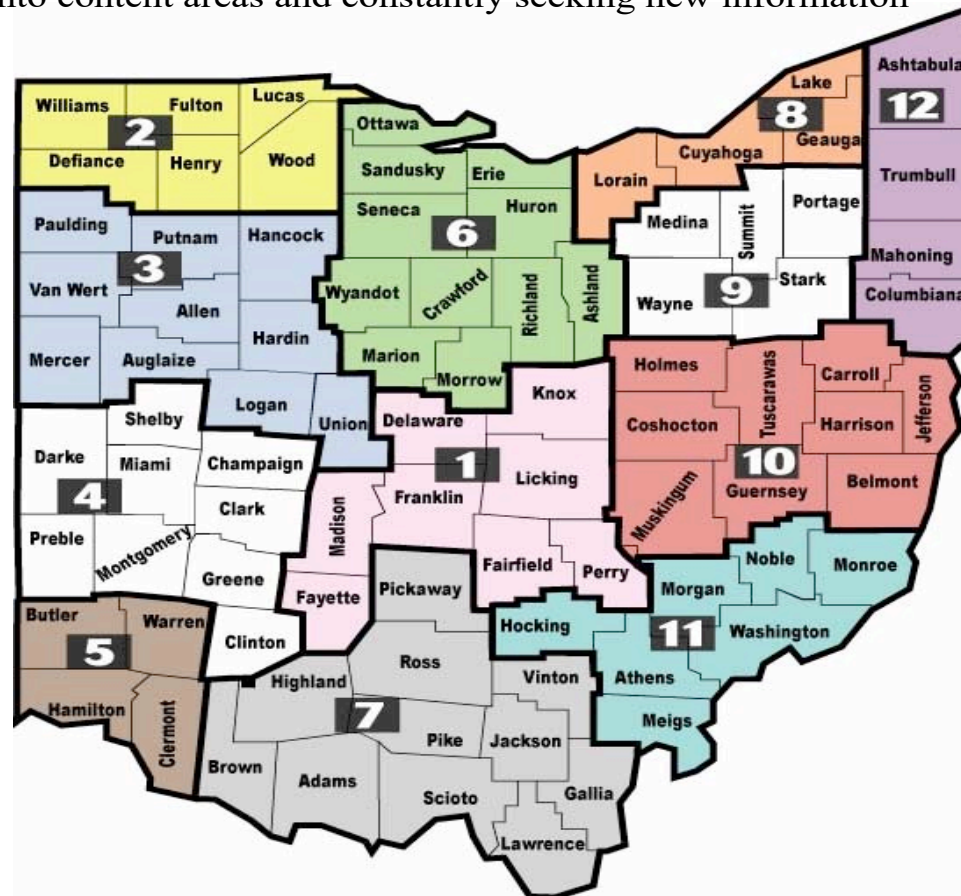 nto content areas and constantly seeking new information
Ashtabula
Lake
12
8
Williams
Fulton
Lucas
2
Ottawa
Geauga
Cuyahoga
Defiance
Henry
Wood
Sandusky
Erie
Lorain
Trumbull
Seneca
Huron
Portage
Paulding
Medina
Summit
Putnam
Hancock
6
3
Mahoning
Van Wert
Wyandot
Crawford
Richland
Ashland
Stark
9
Columbiana
Allen
Wayne
Hardin
Mercer
Auglaize
Marion
Holmes
Morrow
Carroll
Tuscarawas
Jefferson
Knox
Logan
Shelby
Union
Delaware
Coshocton
Harrison
Darke
Miami
Champaign
1
10
4
Licking
Franklin
Muskingum
Guernsey
Belmont
Clark
Madison
Preble
Montgomery
Noble
Fairfield
Perry
Monroe
Greene
Pickaway
Morgan
Fayette
Butler
Warren
Hocking
11
Washington
Clinton
5
Ross
Highland
Vinton
Athens
Hamilton
7
Meigs
Clermont
Pike
Jackson
Brown
Adams
Scioto
Gallia
Lawrence